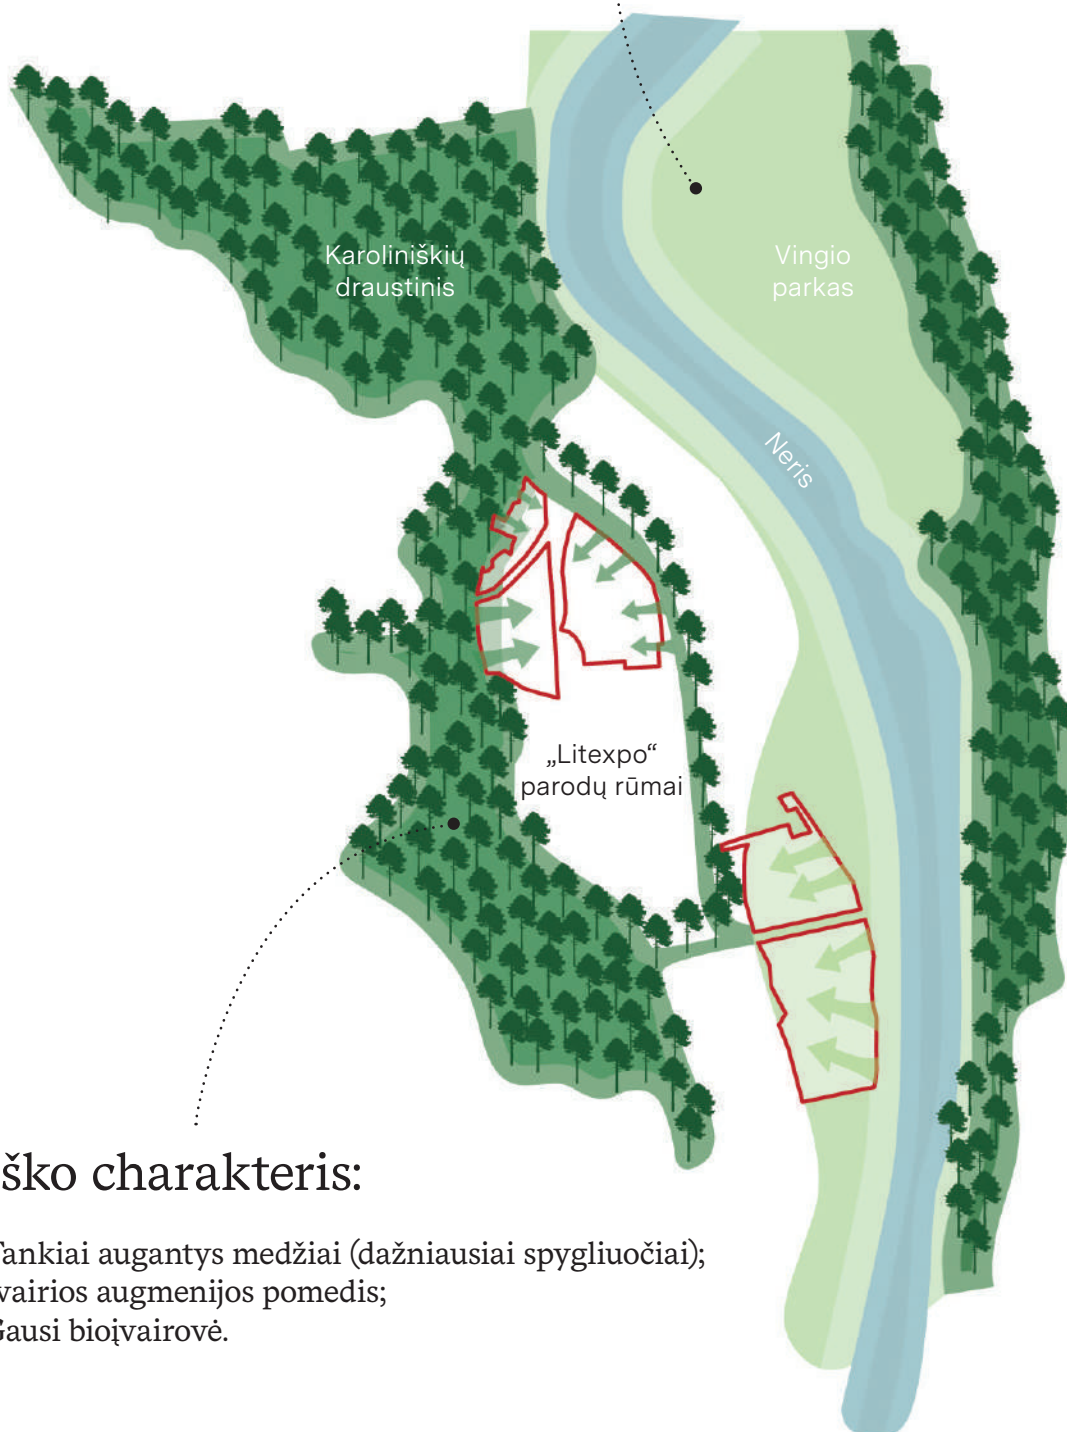 Karoliniškių
draustinis
Vingio
parkas
Neris
„Litexpo“
parodų rūmai
ško charakteris:
Tankiai augantys medžiai (dažniausiai spygliuočiai);
vairios augmenijos pomedis;
Gausi bioįvairovė.